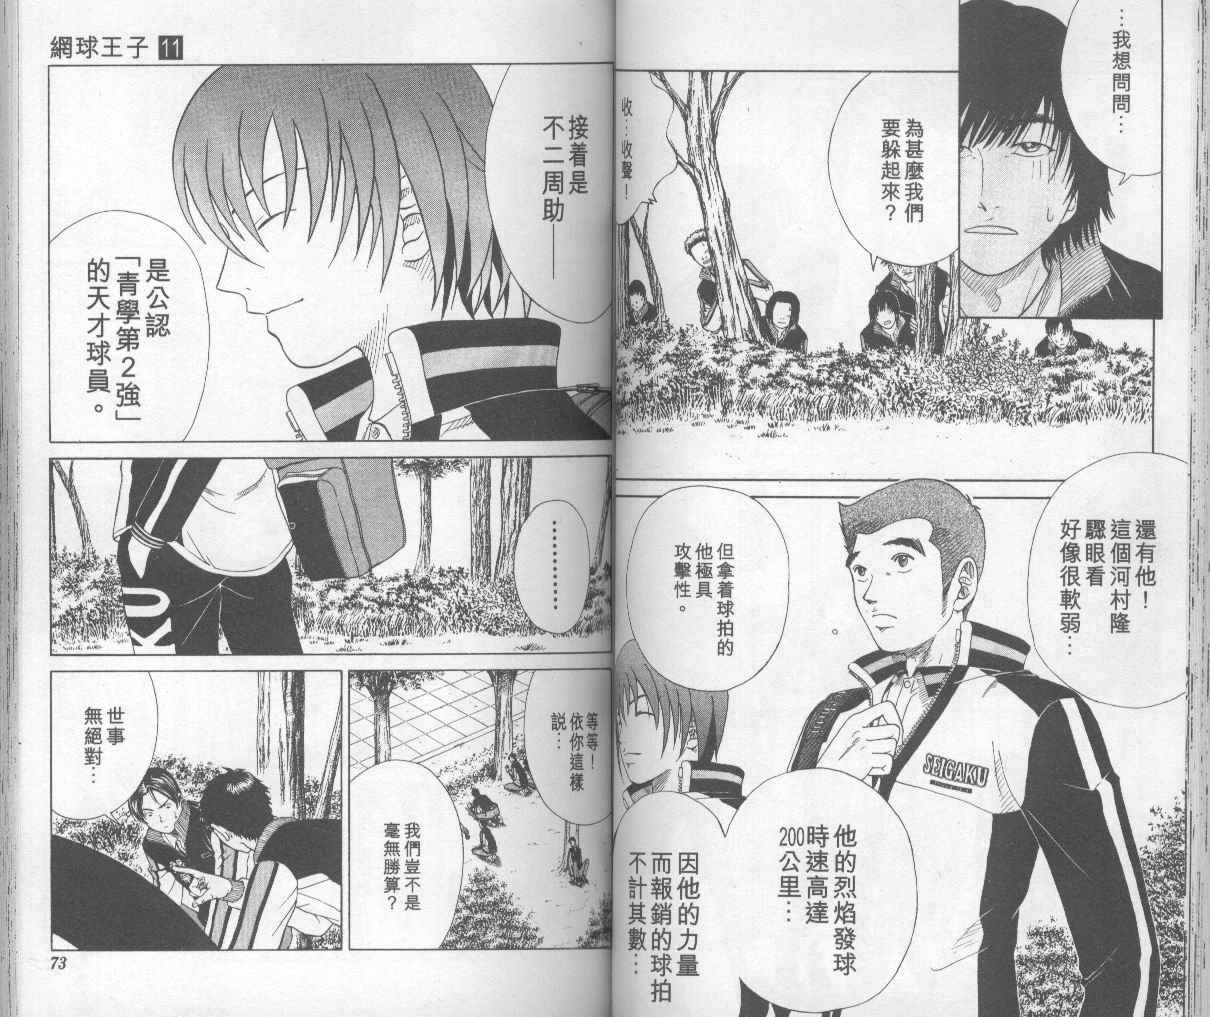 …我想問問…
為甚麼我們
要躲起來？
收…收聲！
還有他！
這個河村隆
驟眼看
好像很軟弱…
但拿着球拍的
他極具
攻擊性。
SEIGAKU
他的烈焰發球
時速高達
200公里…
因他的力量
而報銷的球拍
不計其數…
網球王子 11
接着是
不二周助——
是公認
「青學第2強」
的天才球員。
…………
KU
等等！
依你這樣
説…
我們豈不是
毫無勝算？
世事
無絕對…
73